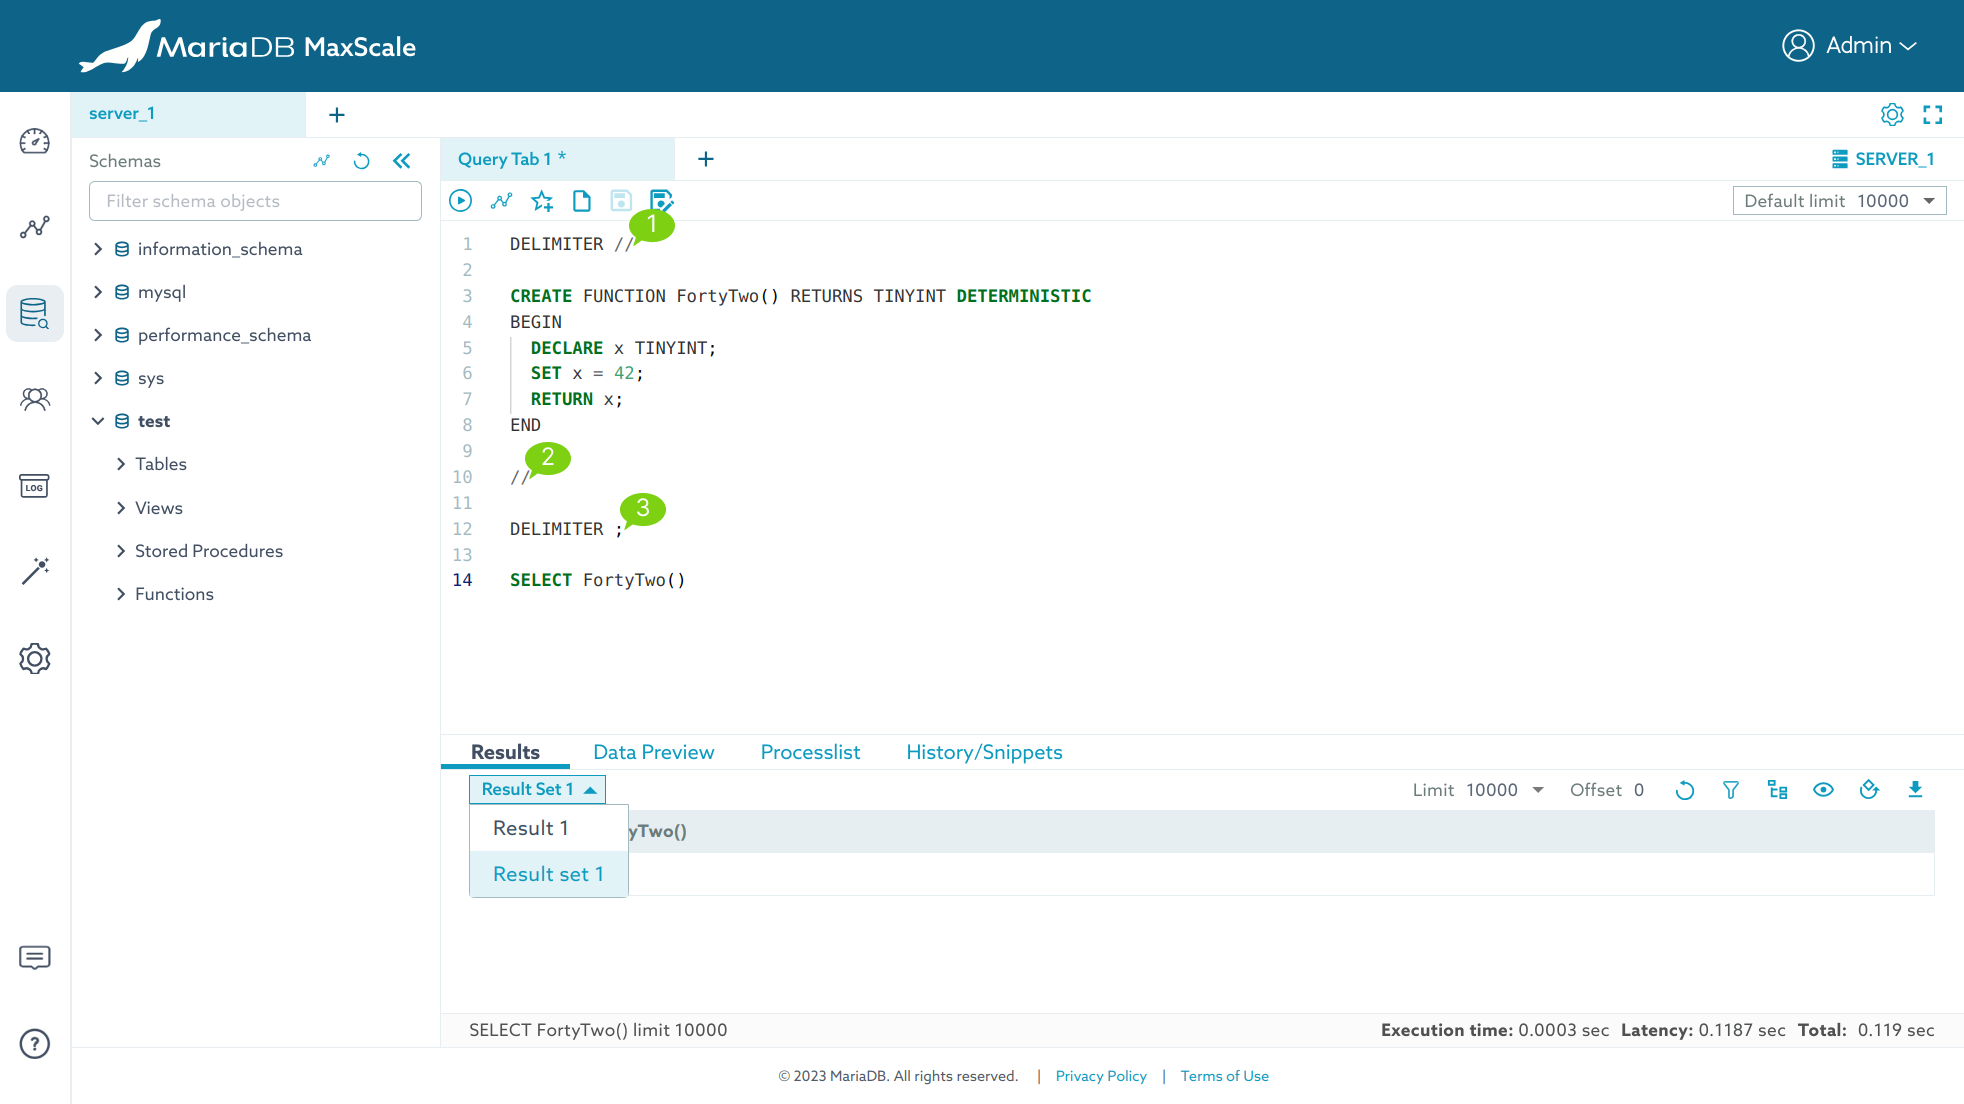 MariaDB MaxScale
Admin
server_1
Schemas
Filter schema objects
information_schema
mysql
performance_schema
sys
test
Tables
Views
Stored Procedures
Functions
LOG
?
Query Tab 1 *
SERVER_1
Default limit 10000
1
1 DELIMITER //
2
3 CREATE FUNCTION FortyTwo() RETURNS TINYINT DETERMINISTIC
4 BEGIN
5 DECLARE x TINYINT;
6 SET x = 42;
7 RETURN x;
8 END
9
2
10 //
11
3
12 DELIMITER ;
13
14 SELECT FortyTwo()
Results Data Preview Processlist History/Snippets
Result Set 1
Limit 10000 Offset 0
Result 1
yTwo()
Result set 1
SELECT FortyTwo() limit 10000
Execution time: 0.0003 sec Latency: 0.1187 sec Total: 0.119 sec
© 2023 MariaDB. All rights reserved. | Privacy Policy | Terms of Use